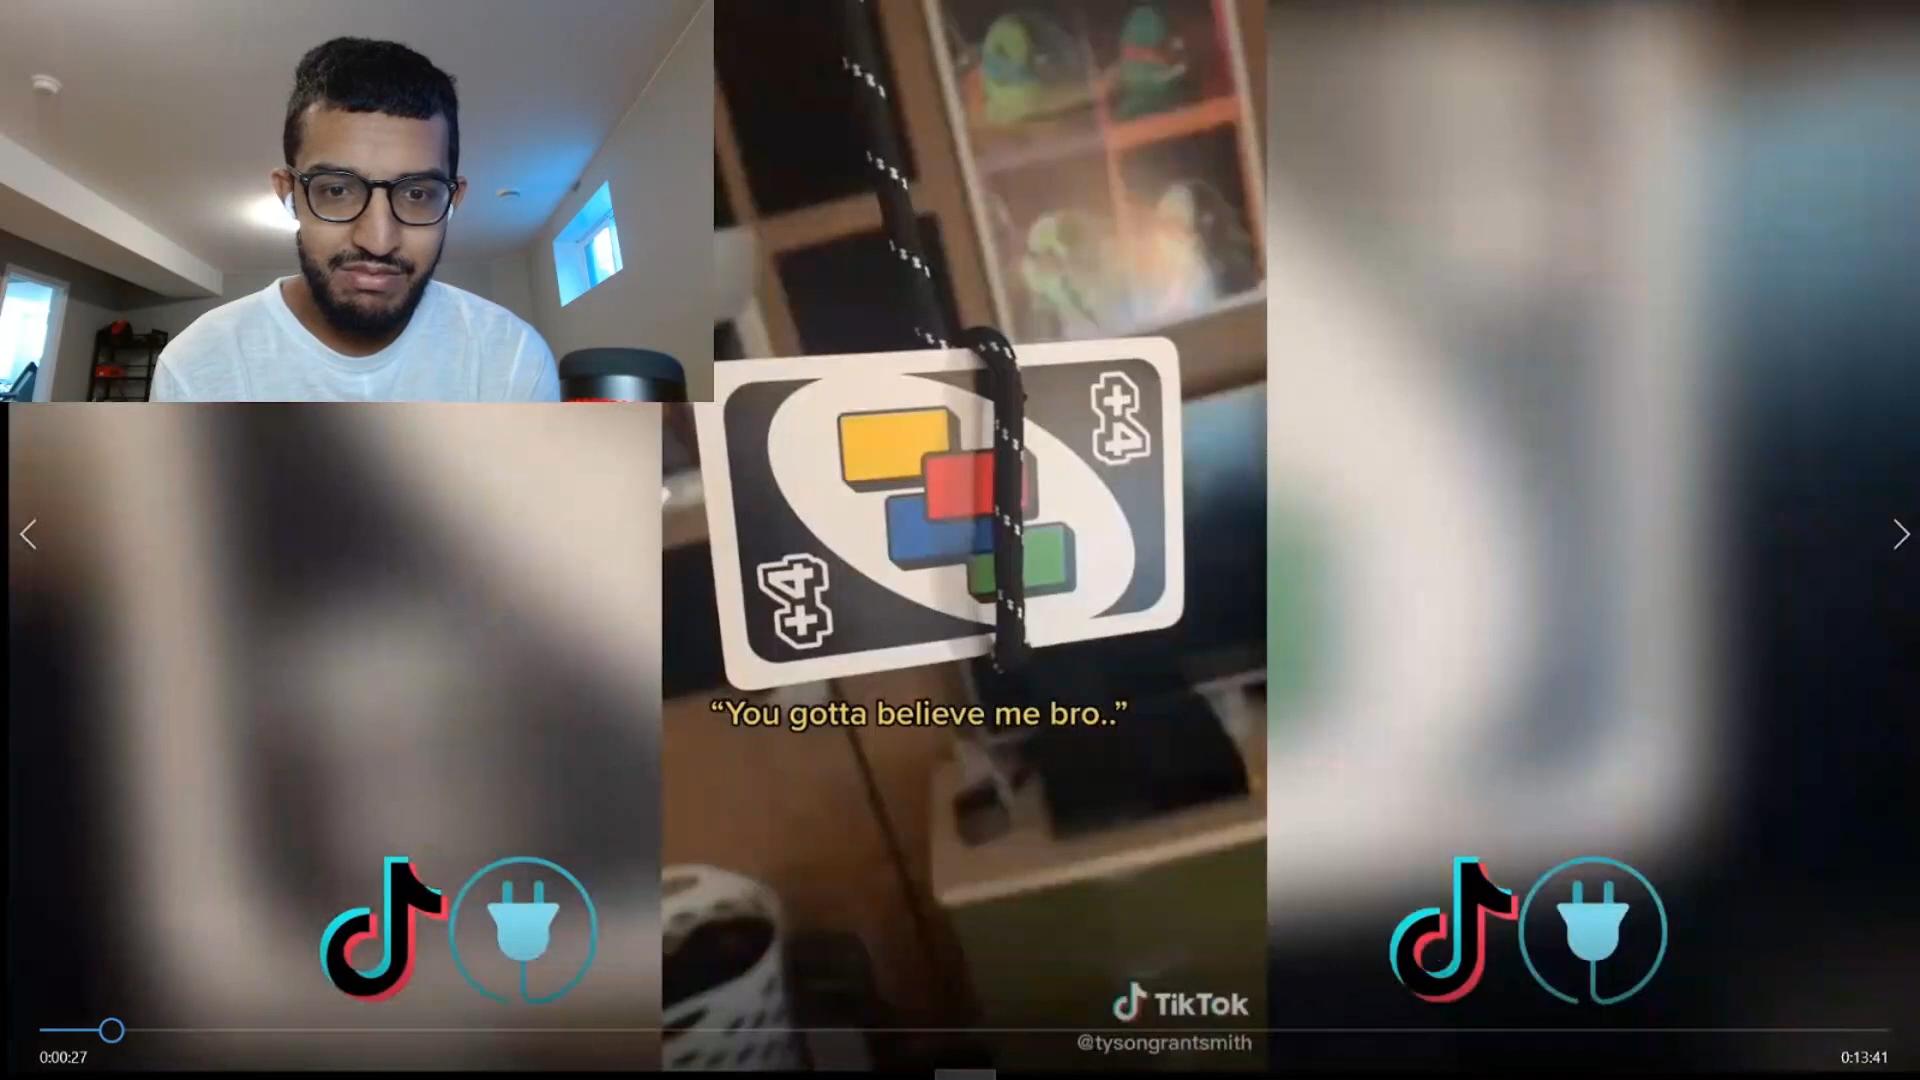 +4
+4
“You gotta believe me bro..”
TikTok
@tysongrantsmith
0:00:27
0:13:41